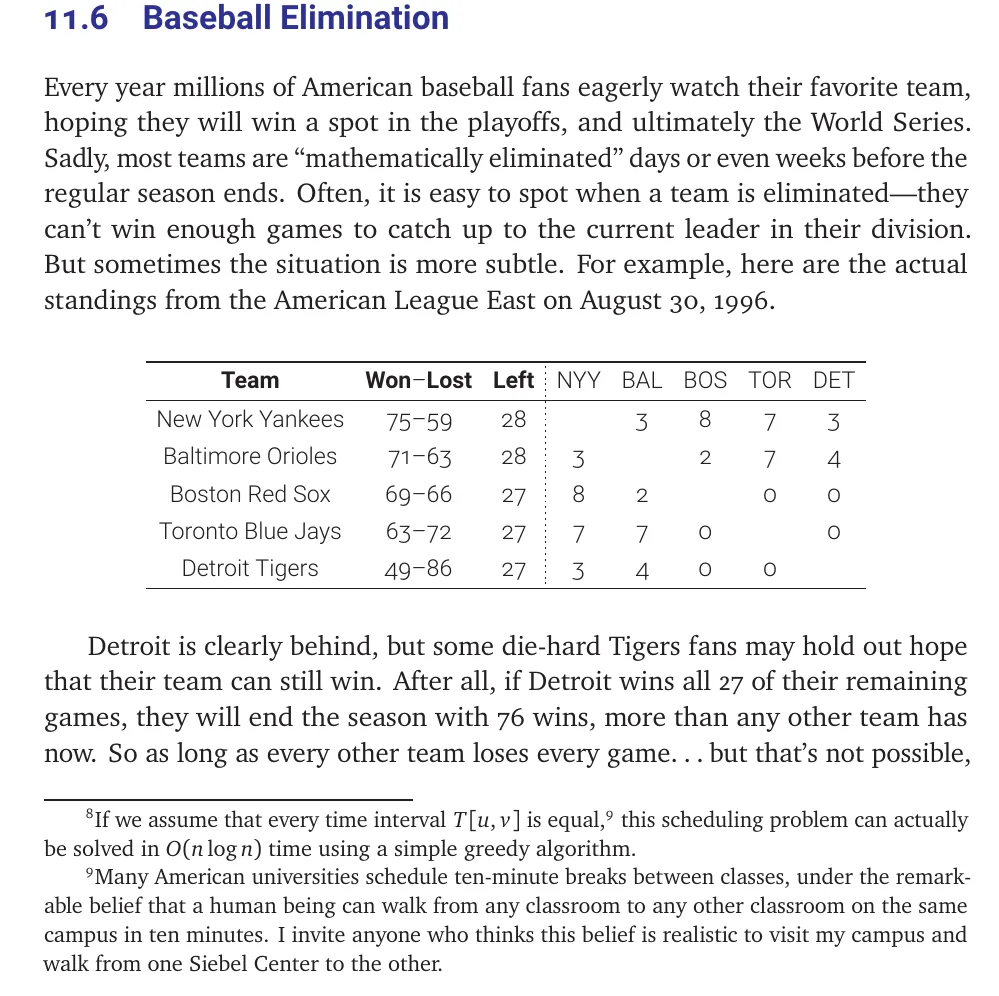 11.6 Baseball Elimination
Every year millions of American baseball fans eagerly watch their favorite team,
hoping they will win a spot in the playoffs, and ultimately the World Series.
Sadly, most teams are “mathematically eliminated” days or even weeks before the
regular season ends. Often, it is easy to spot when a team is eliminated—they
can’t win enough games to catch up to the current leader in their division.
But sometimes the situation is more subtle. For example, here are the actual
standings from the American League East on August 30, 1996.
Team Won–Lost Left NYY BAL BOS TOR DET
New York Yankees 75–59 28 3 8 7 3
Baltimore Orioles 71–63 28 3 2 7 4
Boston Red Sox 69–66 27 8 2 0 0
Toronto Blue Jays 63–72 27 7 7 0 0
Detroit Tigers 49–86 27 3 4 0 0
Detroit is clearly behind, but some die-hard Tigers fans may hold out hope
that their team can still win. After all, if Detroit wins all 27 of their remaining
games, they will end the season with 76 wins, more than any other team has
now. So as long as every other team loses every game. . . but that’s not possible,
⁸If we assume that every time interval T[u, v] is equal,⁹ this scheduling problem can actually
be solved in O(n log n) time using a simple greedy algorithm.
⁹Many American universities schedule ten-minute breaks between classes, under the remark-
able belief that a human being can walk from any classroom to any other classroom on the same
campus in ten minutes. I invite anyone who thinks this belief is realistic to visit my campus and
walk from one Siebel Center to the other.